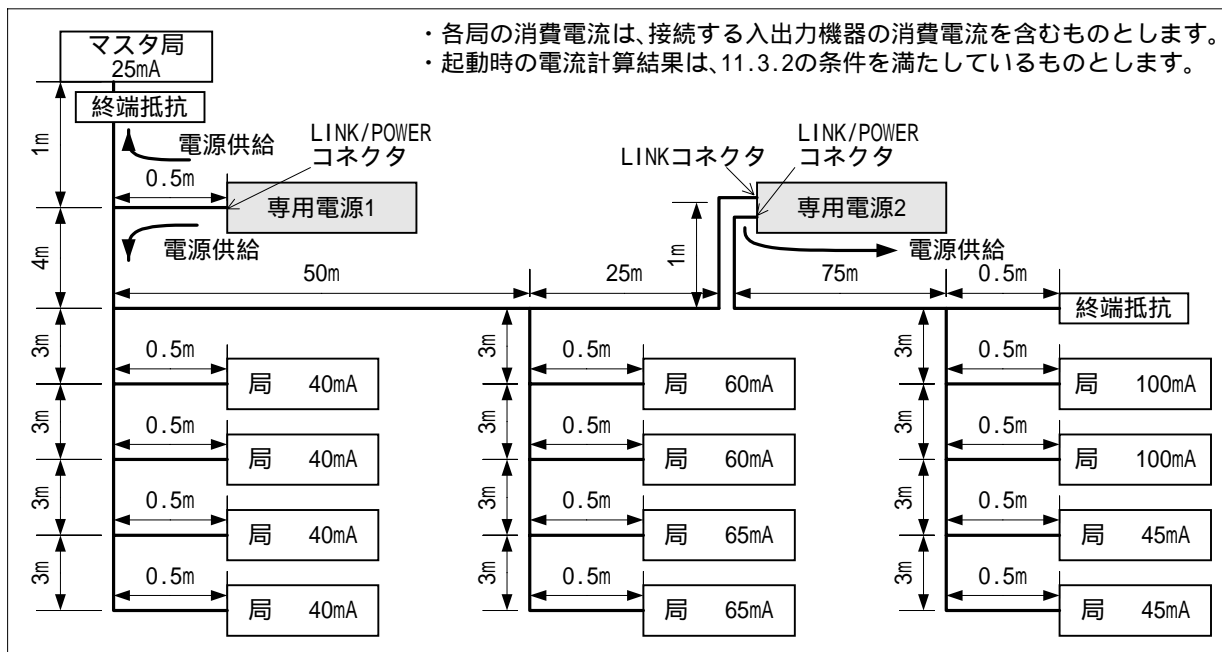 ・各局の消費電流は、接続する入出力機器の消費電流を含むものとします。
・起動時の電流計算結果は、11.3.2の条件を満たしているものとします。
マスタ局
25mA
終端抵抗
1m
電源供給
LINK/POWER
コネクタ
0.5m
専用電源1
電源供給
4m
LINKコネクタ
LINK/POWER
コネクタ
専用電源2
電源供給
1m
50m
25m
75m
0.5m
終端抵抗
3m
0.5m
局 40mA
3m
0.5m
局 40mA
3m
0.5m
局 40mA
3m
0.5m
局 40mA
3m
0.5m
局 60mA
3m
0.5m
局 60mA
3m
0.5m
局 65mA
3m
0.5m
局 65mA
3m
0.5m
局 100mA
3m
0.5m
局 100mA
3m
0.5m
局 45mA
3m
0.5m
局 45mA